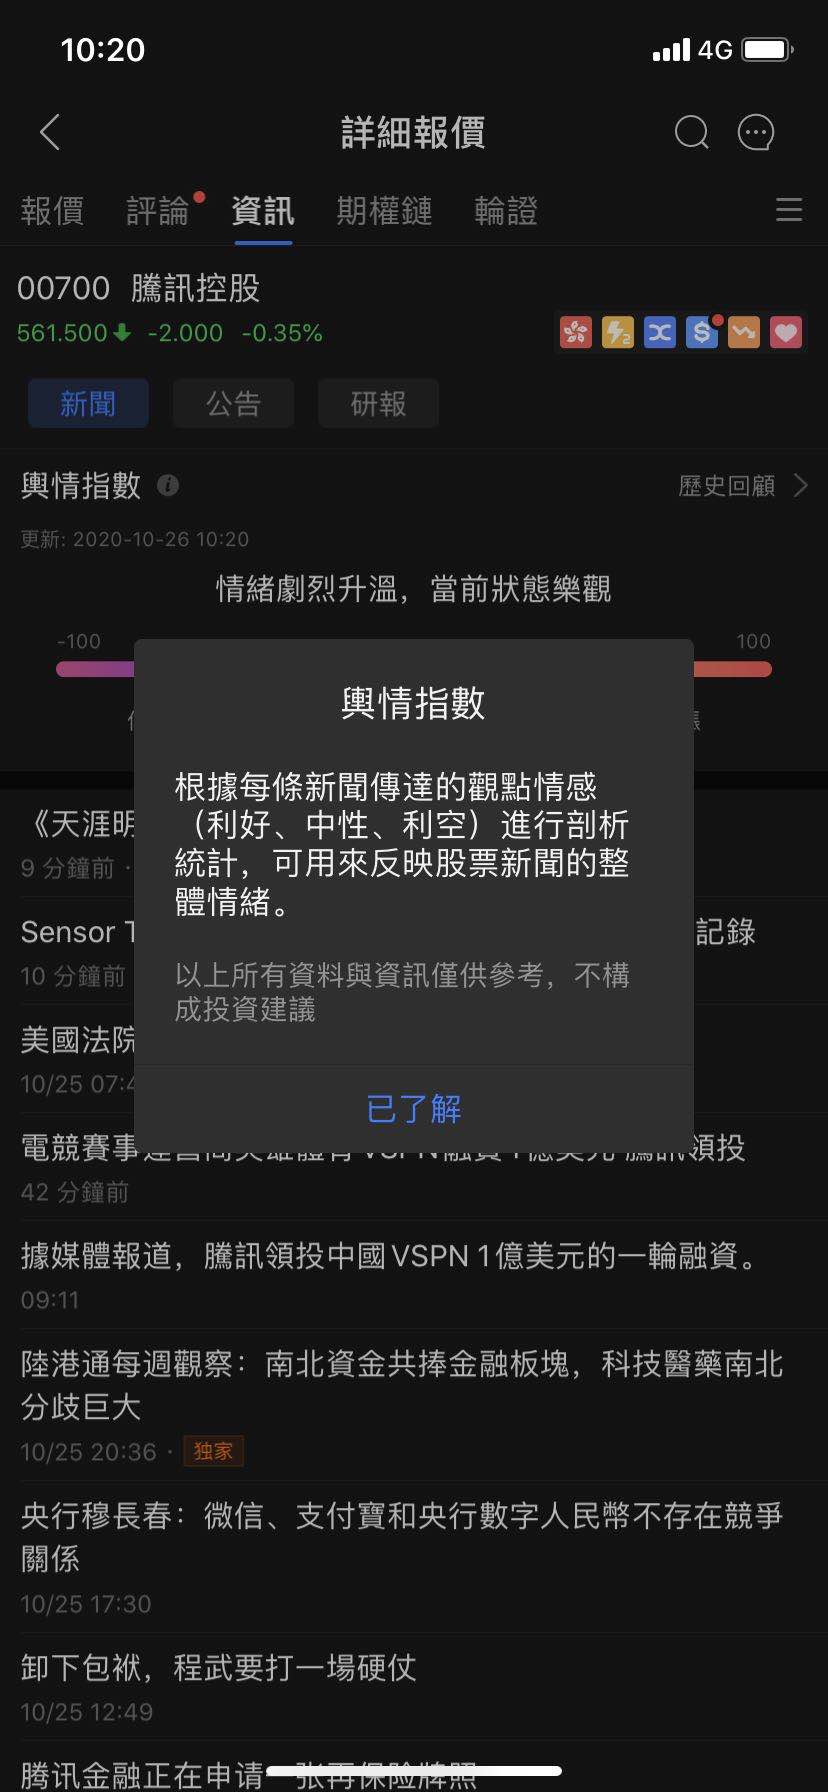 10:20
4G
詳細報價
報價 評論 資訊 期權鏈 輪證
00700 騰訊控股
561.500 -2.000 -0.35%
新聞 公告 研報
輿情指數 歷史回顧
更新: 2020-10-26 10:20
情緒劇烈升溫，當前狀態樂觀
-100 100
輿情指數
根據每條新聞傳達的觀點情感
（利好、中性、利空）進行剖析
統計，可用來反映股票新聞的整
體情緒。
以上所有資料與資訊僅供參考，不構
成投資建議
已了解
《天涯明
9 分鐘前 ·
Sensor T 記錄
10 分鐘前
美國法院
10/25 07:4
電競賽事 領投
42 分鐘前
據媒體報道，騰訊領投中國VSPN 1億美元的一輪融資。
09:11
陸港通每週觀察：南北資金共捧金融板塊，科技醫藥南北
分歧巨大
10/25 20:36 · 独家
央行穆長春：微信、支付寶和央行數字人民幣不存在競爭
關係
10/25 17:30
卸下包袱，程武要打一場硬仗
10/25 12:49
腾讯金融正在申请一张再保险牌照